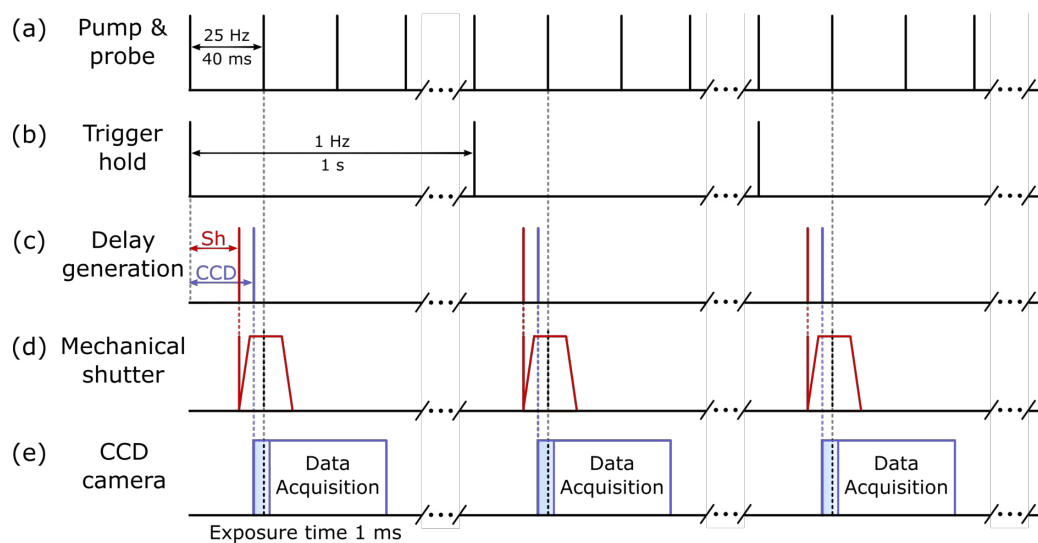 (a) Pump &
probe
25 Hz
40 ms
(b) Trigger
hold
1 Hz
1 s
(c) Delay
generation
Sh
CCD
(d) Mechanical
shutter
(e) CCD
camera
Data
Acquisition
Data
Acquisition
Data
Acquisition
Exposure time 1 ms